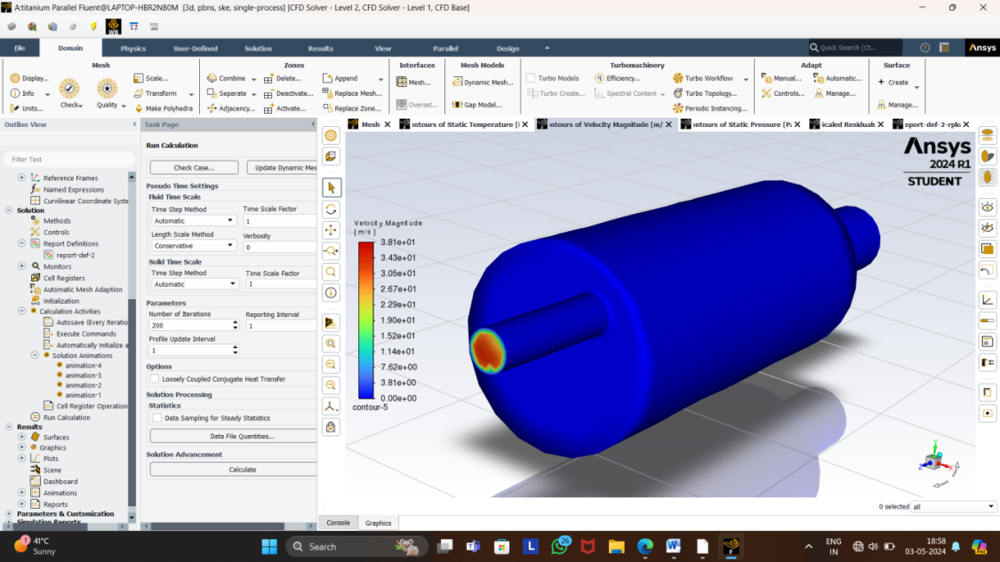 Actitanium Parallel Fluent@LAPTOP-HBR2NB0M [3d, pbns, ske, single-process] [CFD Solver - Level 2, CFD Solver - Level 1, CFD Base]
File Domain Physics User-Defined Solution Results View Parallel Design
Quick Search (Ct...
Ansys
Mesh Zones Interfaces Mesh Models Turbomachinery Adapt Surface
Display... Scale... Combine Delete... Append Mesh... Dynamic Mesh... Turbo Models Efficiency... Turbo Workflow Manual... Automatic... Create
Info Transform Separate Deactivate... Replace Mesh... Turbo Create... Spectral Content Turbo Topology... Controls... Manage...
Units... Check Quality Make Polyhedra Adjacency... Activate... Replace Zone... Overset... Gap Model... Periodic Instancing... Manage...
Outline View
Filter Text
Reference Frames
Named Expressions
Curvilinear Coordinate Syste
Solution
Methods
Controls
Report Definitions
report-def-2
Monitors
Cell Registers
Automatic Mesh Adaption
Initialization
Calculation Activities
Autosave (Every Iteratio
Execute Commands
Automatically Initialize a
Solution Animations
animation-4
animation-3
animation-2
animation-1
Cell Register Operation
Run Calculation
Results
Surfaces
Graphics
Plots
Scene
Dashboard
Animations
Reports
Parameters & Customization
Simulation Reports
Task Page
Run Calculation
Check Case... Update Dynamic Mes
Pseudo Time Settings
Fluid Time Scale
Time Step Method Time Scale Factor
Automatic 1
Length Scale Method Verbosity
Conservative 0
Solid Time Scale
Time Step Method Time Scale Factor
Automatic 1
Parameters
Number of Iterations Reporting Interval
200 1
Profile Update Interval
1
Options
Loosely Coupled Conjugate Heat Transfer
Solution Processing
Statistics
Data Sampling for Steady Statistics
Data File Quantities...
Solution Advancement
Calculate
Mesh ontours of Static Temperature [ ontours of Velocity Magnitude [m/ ontours of Static Pressure [P Scaled Residuals eport-def-2-rplo
Ansys
2024 R1
STUDENT
Velocity Magnitude
[ m/s ]
3.81e+01
3.43e+01
3.05e+01
2.67e+01
2.29e+01
1.90e+01
1.52e+01
1.14e+01
7.62e+00
3.81e+00
0.00e+00
contour-5
Y
Z X
0 selected all
Console Graphics
1
41°C
Sunny
Search
26
ENG
IN
18:58
03-05-2024